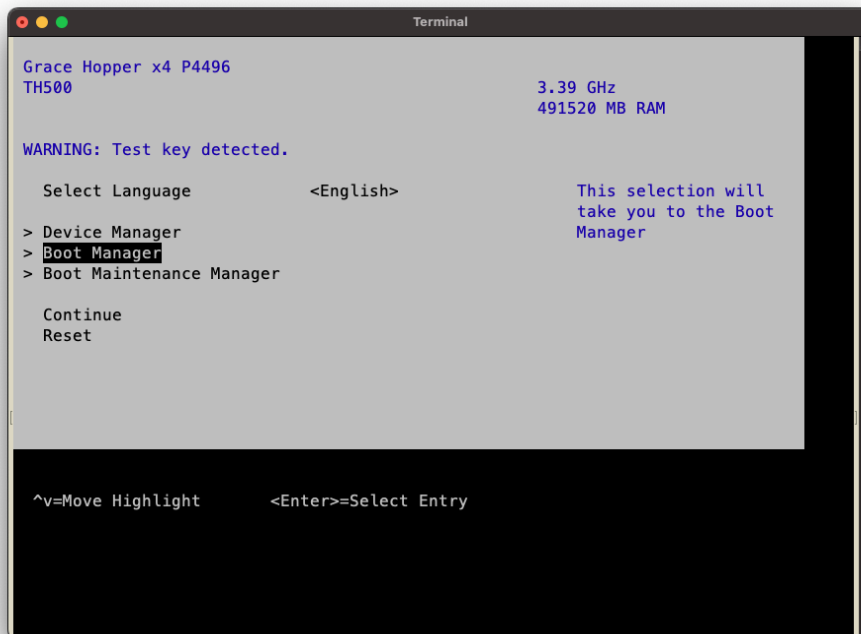 Terminal
Grace Hopper x4 P4496
TH500 3.39 GHz
491520 MB RAM
WARNING: Test key detected.
Select Language <English> This selection will
take you to the Boot
> Device Manager Manager
> Boot Manager
> Boot Maintenance Manager
Continue
Reset
[ ]
^v=Move Highlight <Enter>=Select Entry